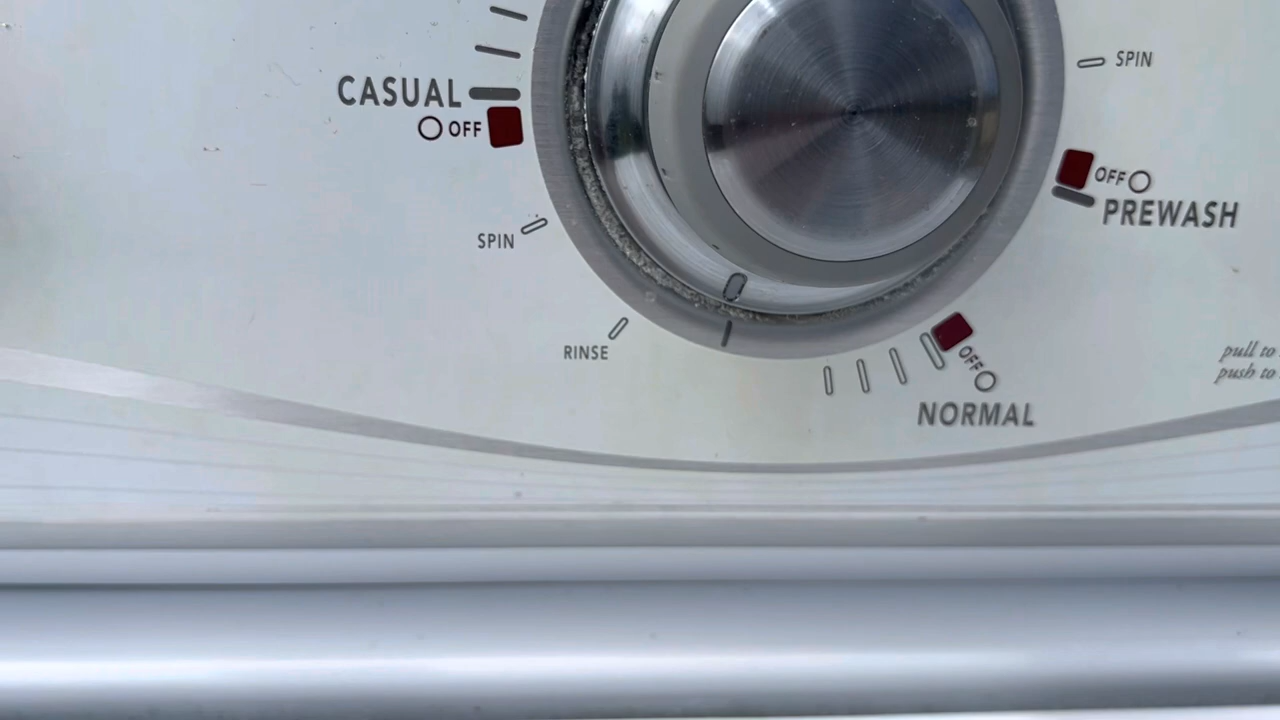 SPIN
CASUAL
OFF
OFF
PREWASH
SPIN
RINSE
OFF
NORMAL
pull to
push to